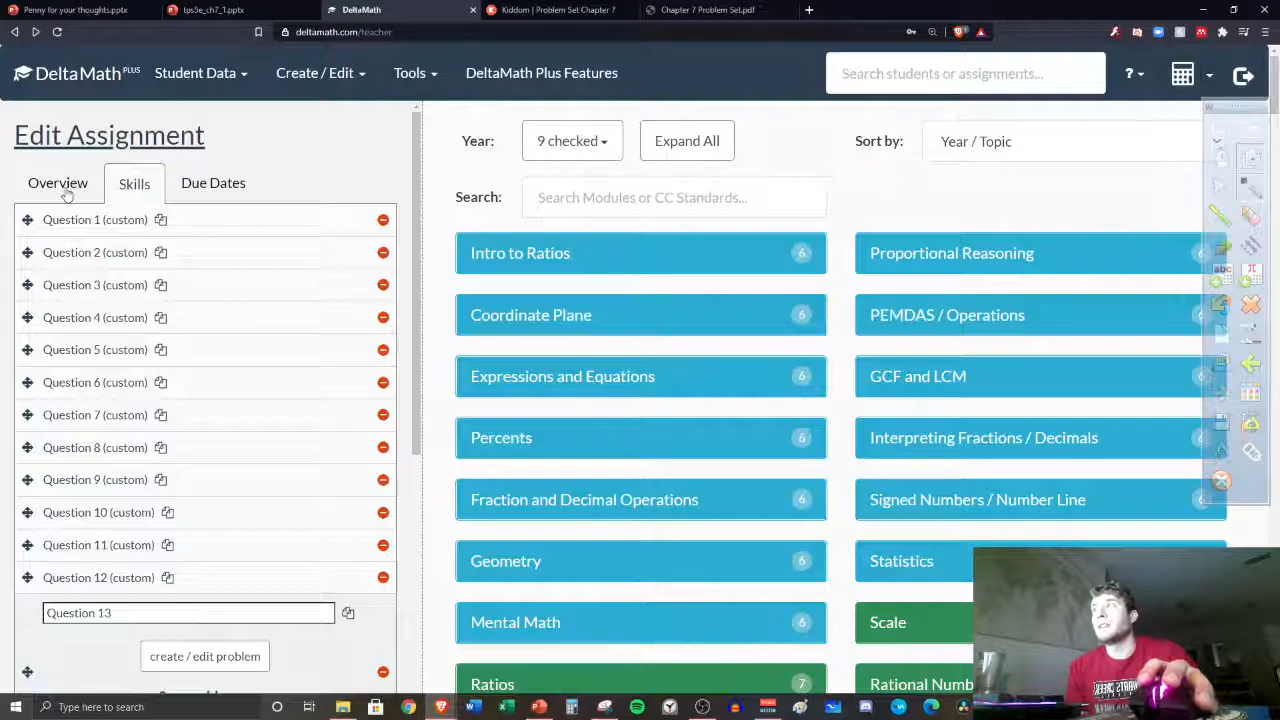 Penny for your thoughts.pptx
tps5e_ch7_1.pptx
DeltaMath
Kiddom | Problem Set Chapter 7
Chapter 7 Problem Set.pdf
deltamath.com/teacher
DeltaMath PLUS
Student Data
Create / Edit
Tools
DeltaMath Plus Features
Search students or assignments...
?
Edit Assignment
Overview
Skills
Due Dates
Question 1 (custom)
Question 2 (custom)
Question 3 (custom)
Question 4 (custom)
Question 5 (custom)
Question 6 (custom)
Question 7 (custom)
Question 8 (custom)
Question 9 (custom)
Question 10 (custom)
Question 11 (custom)
Question 12 (custom)
Question 13
create / edit problem
Year:
9 checked
Expand All
Sort by:
Year / Topic
Search:
Search Modules or CC Standards...
Intro to Ratios 6
Proportional Reasoning
Coordinate Plane 6
PEMDAS / Operations
Expressions and Equations 6
GCF and LCM
Percents 6
Interpreting Fractions / Decimals
Fraction and Decimal Operations 6
Signed Numbers / Number Line
Geometry 6
Statistics
Mental Math 6
Scale
Ratios 7
Rational Numb
abc
π
Type here to search